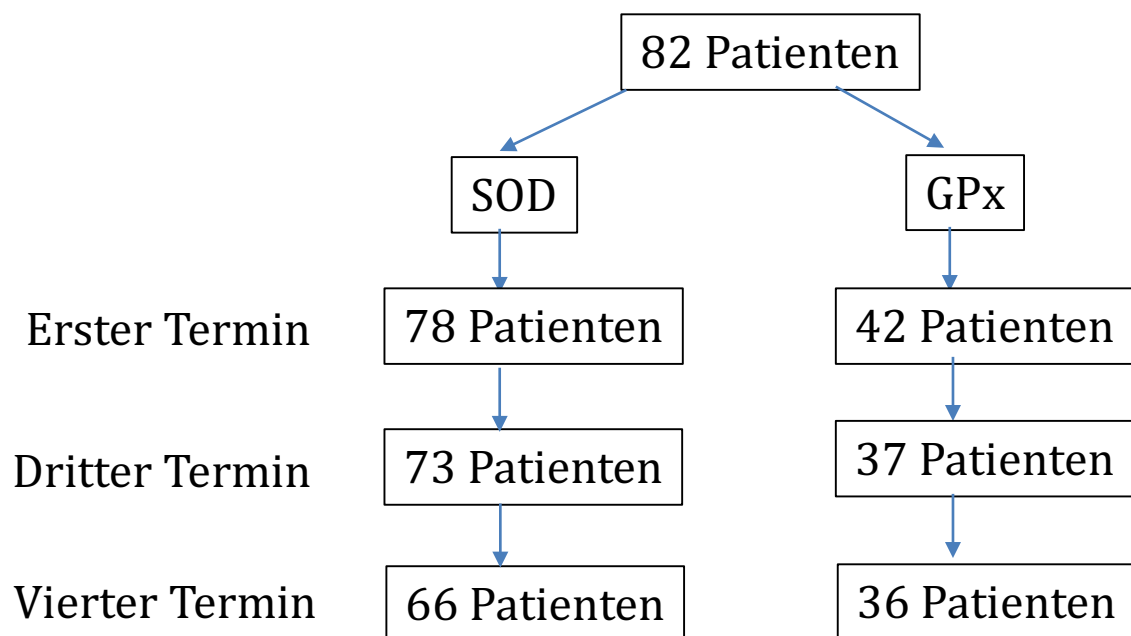 82 Patienten
SOD
GPx
Erster Termin
78 Patienten
42 Patienten
Dritter Termin
73 Patienten
37 Patienten
Vierter Termin
66 Patienten
36 Patienten